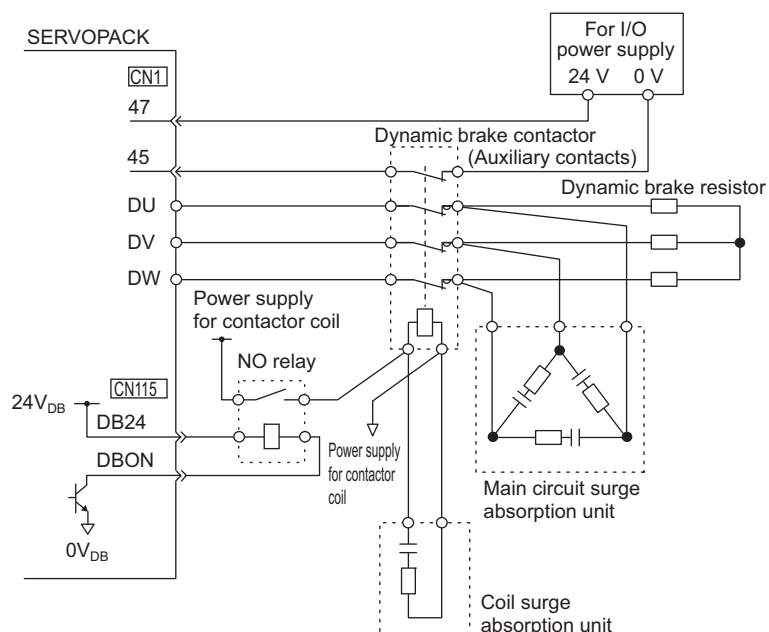 SERVOPACK
For I/O
power supply
24 V 0 V
CN1
47
Dynamic brake contactor
(Auxiliary contacts)
45
Dynamic brake resistor
DU
DV
DW
Power supply
for contactor coil
NO relay
CN115
24VDB
DB24
DBON
0VDB
Power supply
for contactor
coil
Main circuit surge
absorption unit
Coil surge
absorption unit